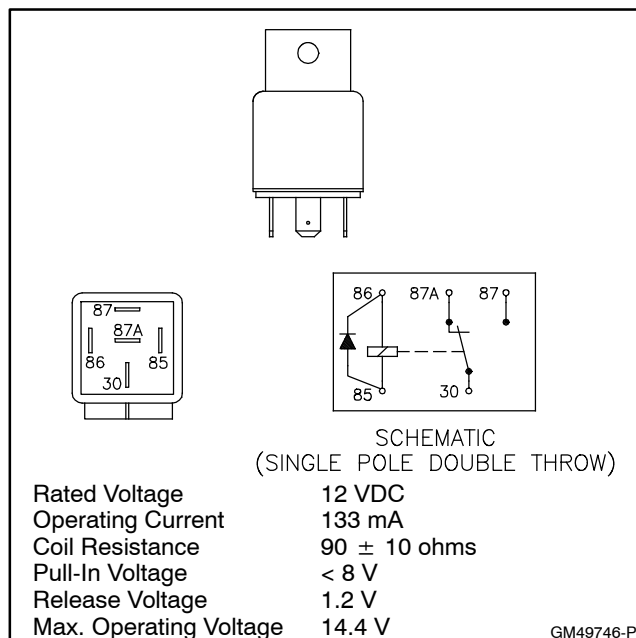 87
87A
86
85
30
86
87A
87
85
30
SCHEMATIC
(SINGLE POLE DOUBLE THROW)
Rated Voltage 12 VDC
Operating Current 133 mA
Coil Resistance 90 ± 10 ohms
Pull-In Voltage < 8 V
Release Voltage 1.2 V
Max. Operating Voltage 14.4 V
GM49746-P